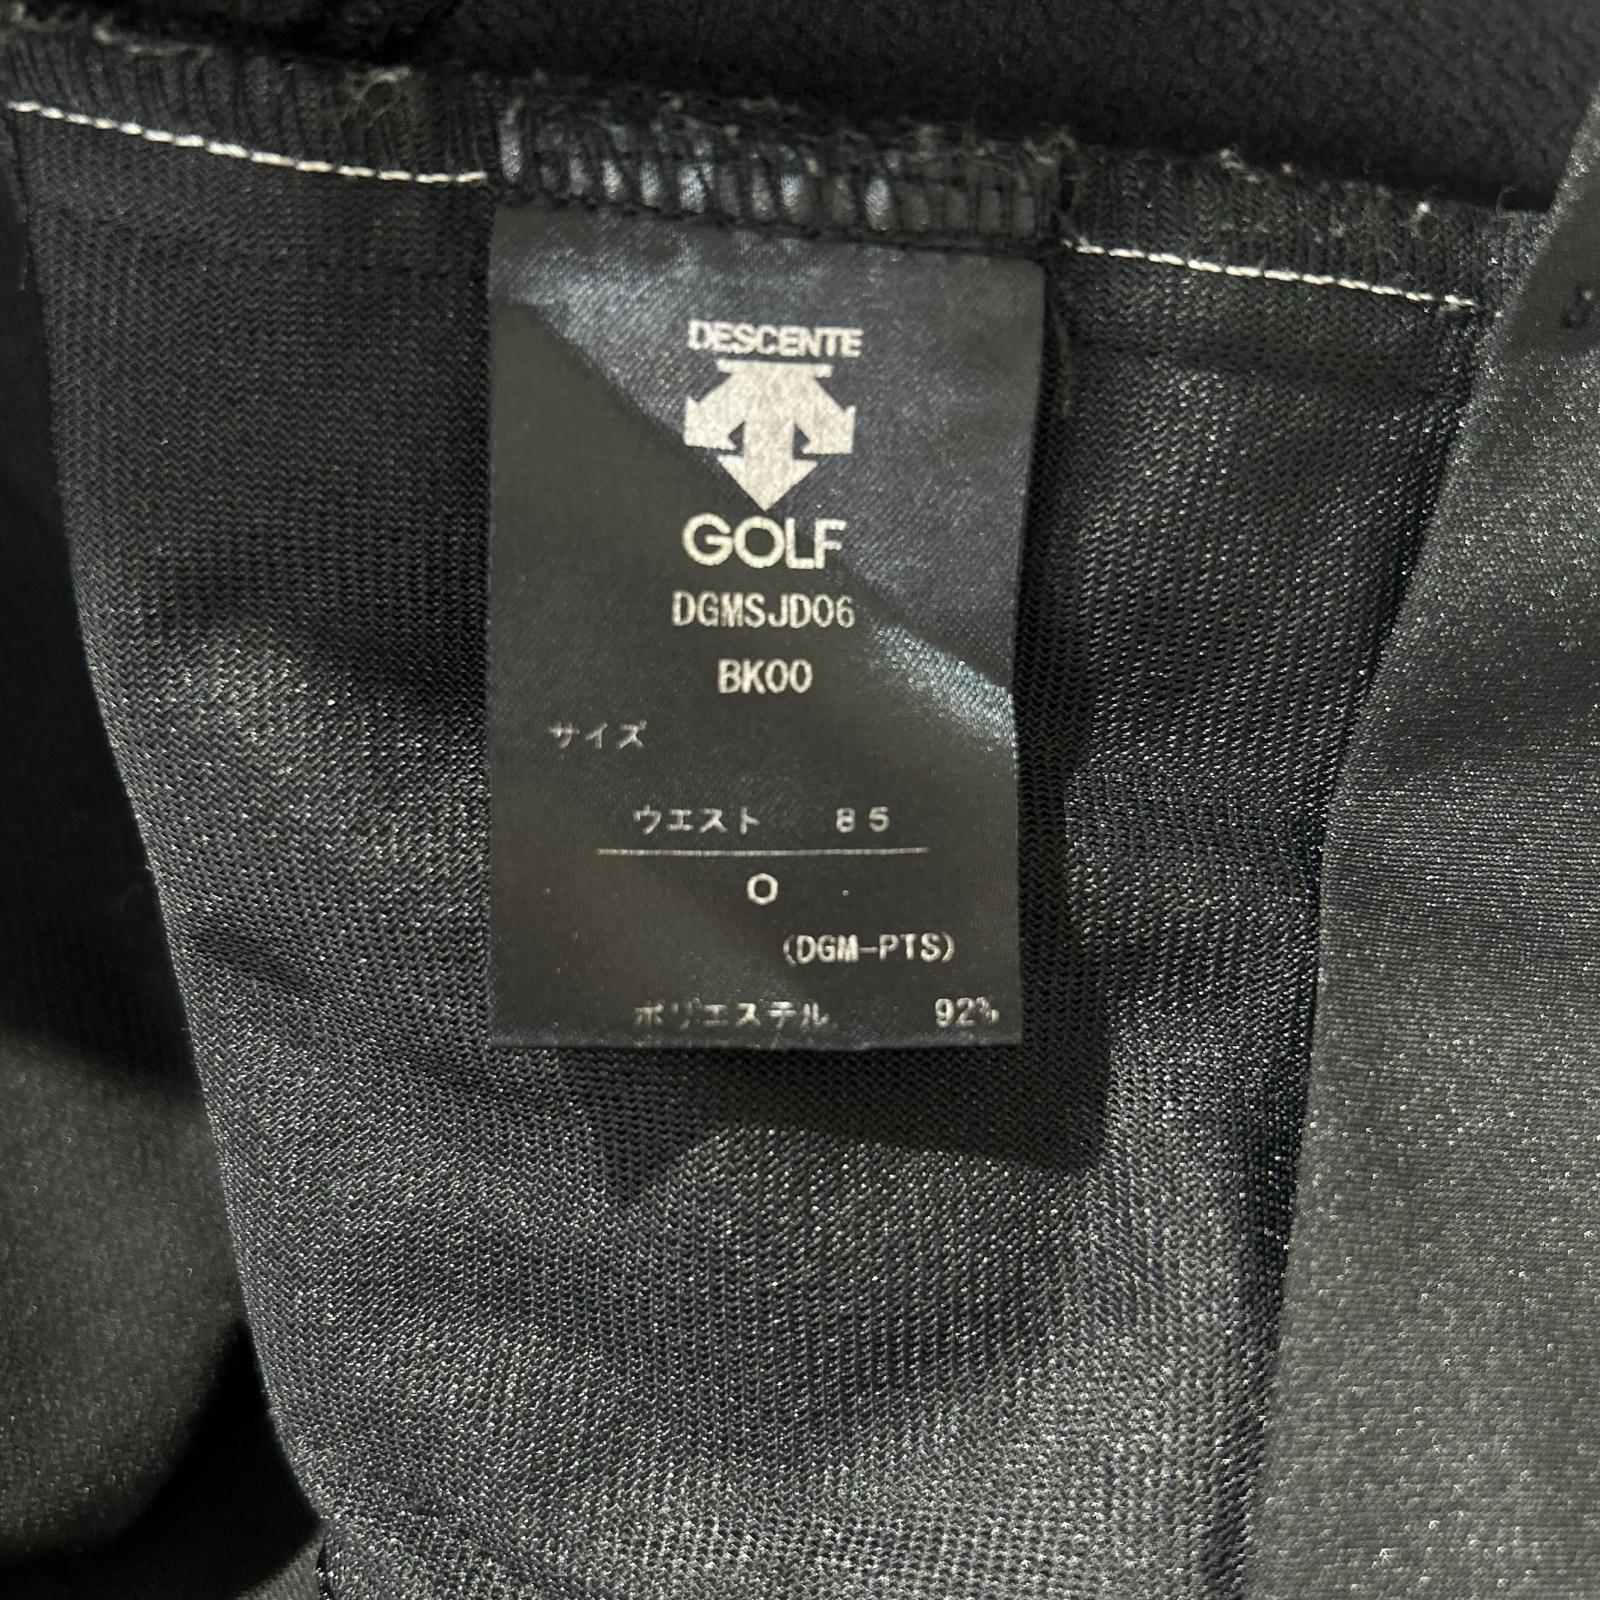 DESCENTE
GOLF
DGMSJD06
BK00
サイズ
ウエスト 85
O
(DGM-PTS)
ポリエステル 92%